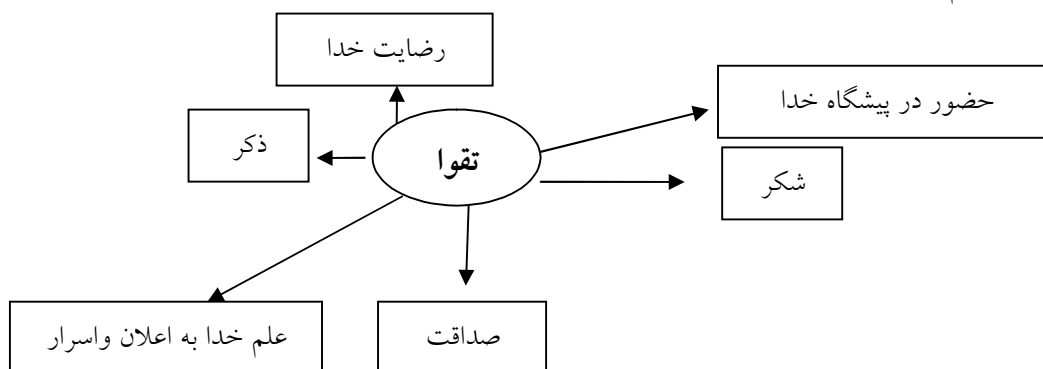 رضایت خدا
حضور در پیشگاه خدا
ذکر
تقوا
شکر
علم خدا به اعلان واسرار
صداقت